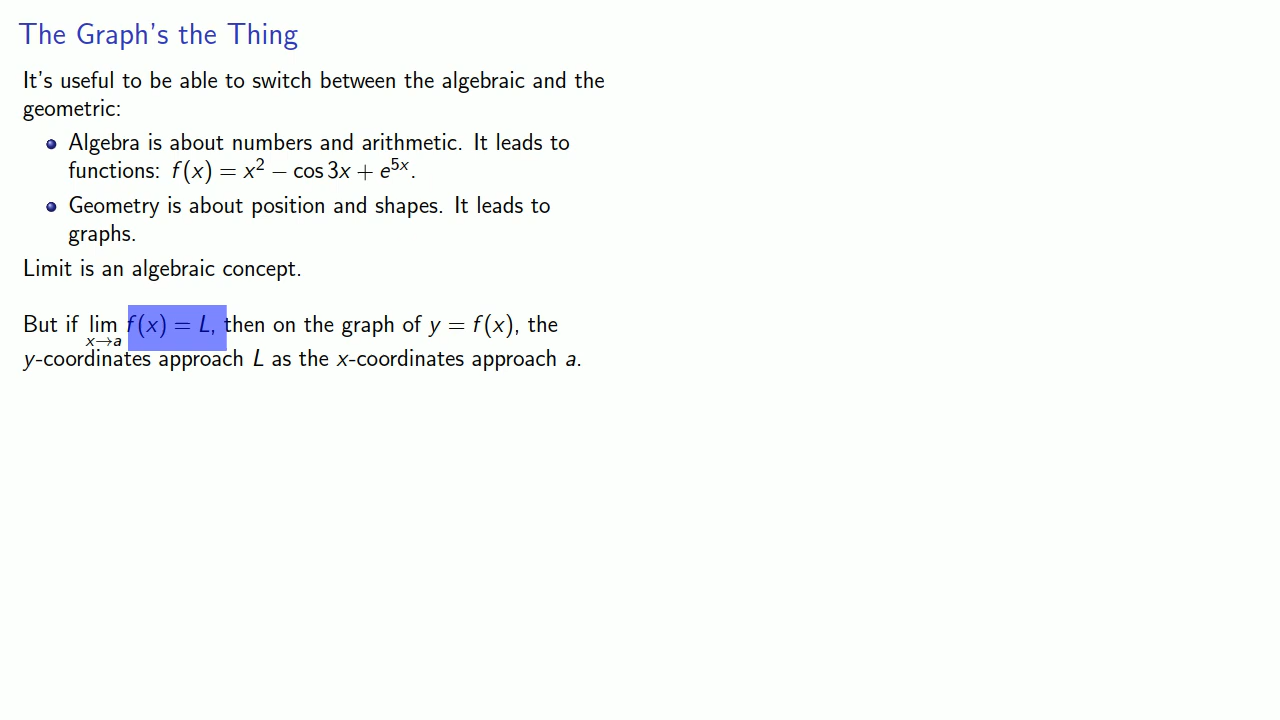 The Graph's the Thing
It's useful to be able to switch between the algebraic and the
geometric:
Algebra is about numbers and arithmetic. It leads to
functions: f(x) = x² − cos 3x + e⁵ˣ.
Geometry is about position and shapes. It leads to
graphs.
Limit is an algebraic concept.
But if lim f(x) = L, then on the graph of y = f(x), the
x→a
y-coordinates approach L as the x-coordinates approach a.